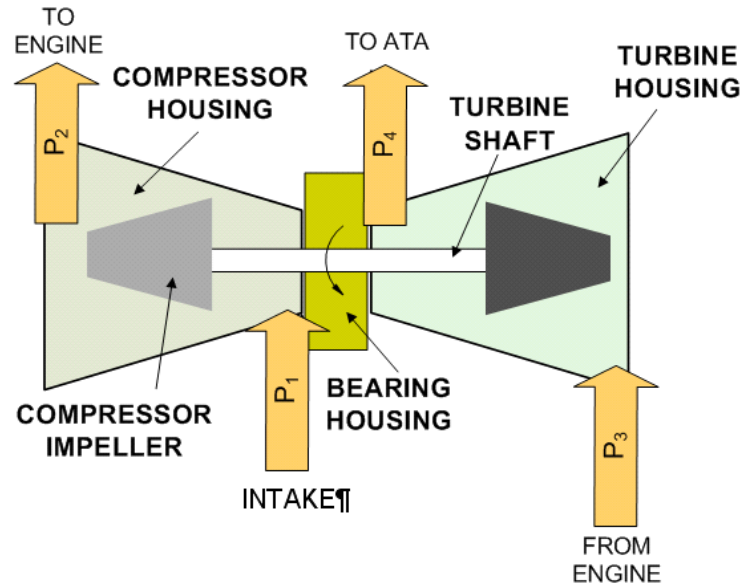 TO
ENGINE
COMPRESSOR
HOUSING
TO ATA
TURBINE
SHAFT
TURBINE
HOUSING
P2
P4
P1
P3
COMPRESSOR
IMPELLER
BEARING
HOUSING
INTAKE¶
FROM
ENGINE